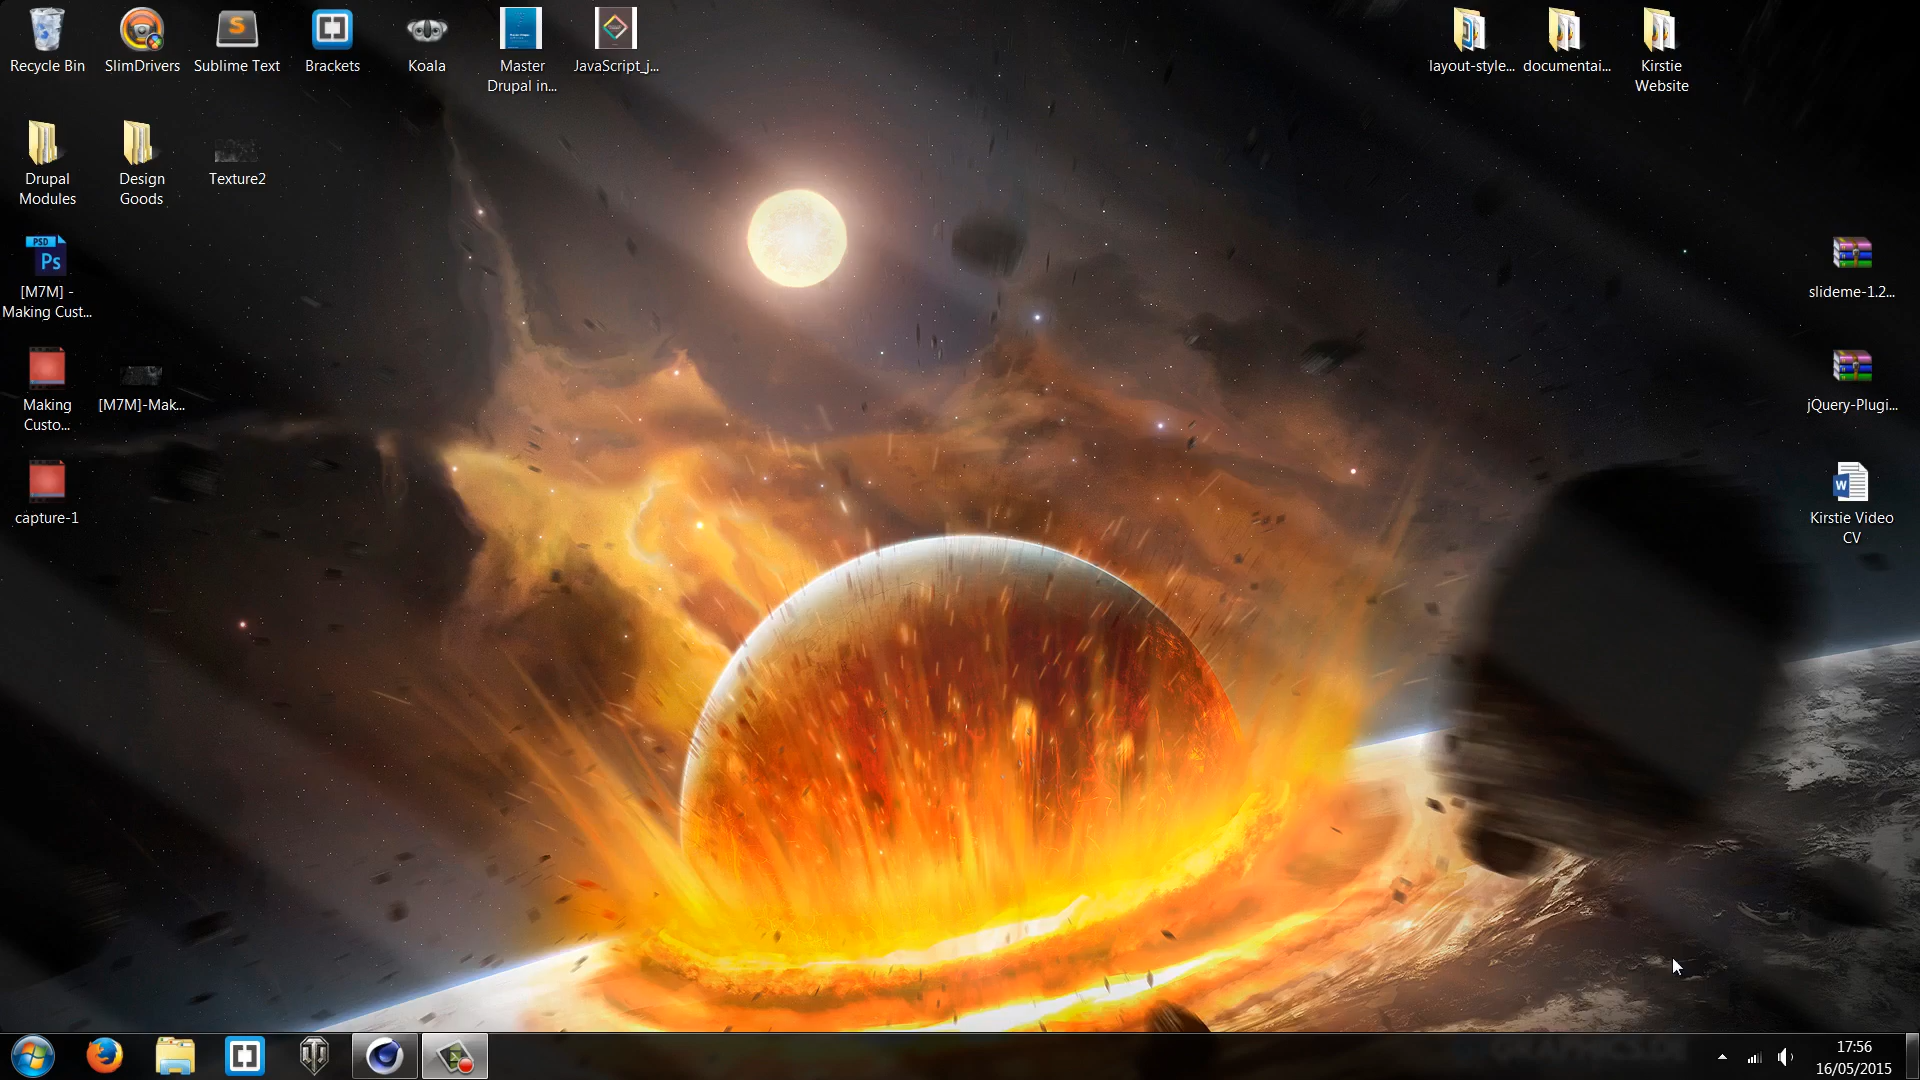 Recycle Bin
SlimDrivers
Sublime Text
Brackets
Koala
Master
Drupal in...
JavaScript_j...
layout-style...
documentai...
Kirstie
Website
Drupal
Modules
Design
Goods
Texture2
PSD
Ps
[M7M] -
Making Cust...
slideme-1.2...
Making
Custo...
[M7M]-Mak...
jQuery-Plugi...
capture-1
W
Kirstie Video
CV
17:56
16/05/2015